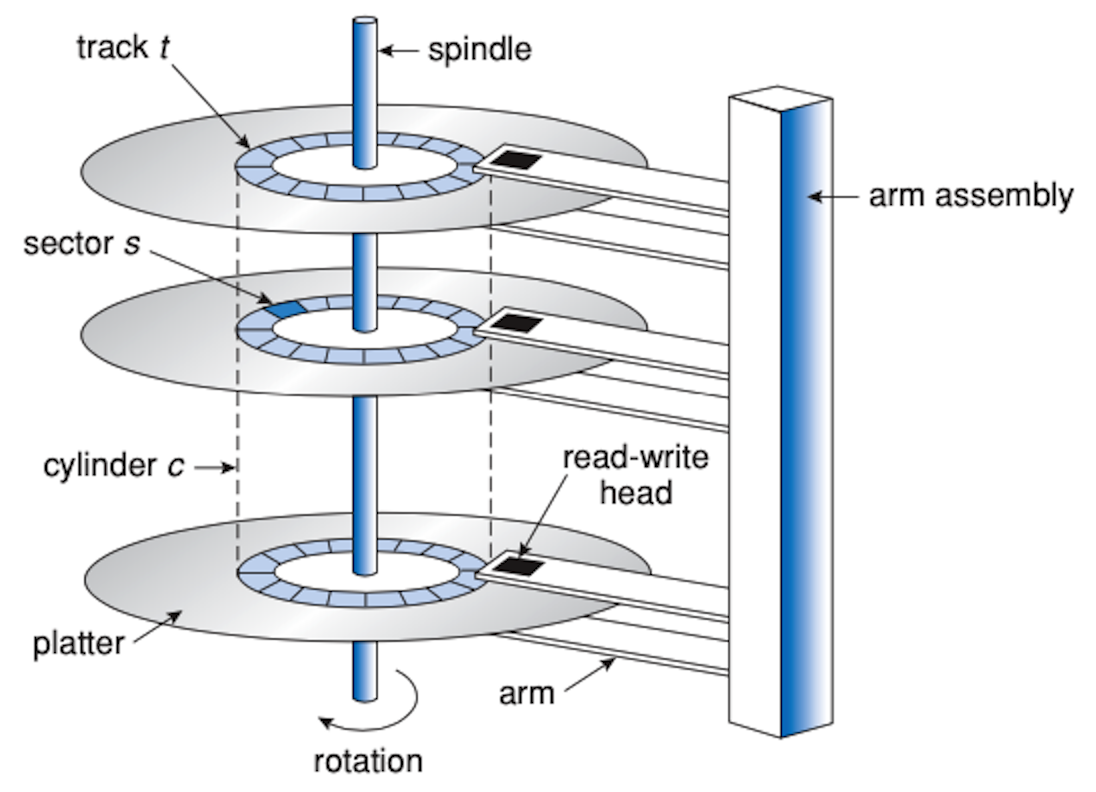 track t
spindle
arm assembly
sector s
cylinder c
read-write
head
platter
arm
rotation